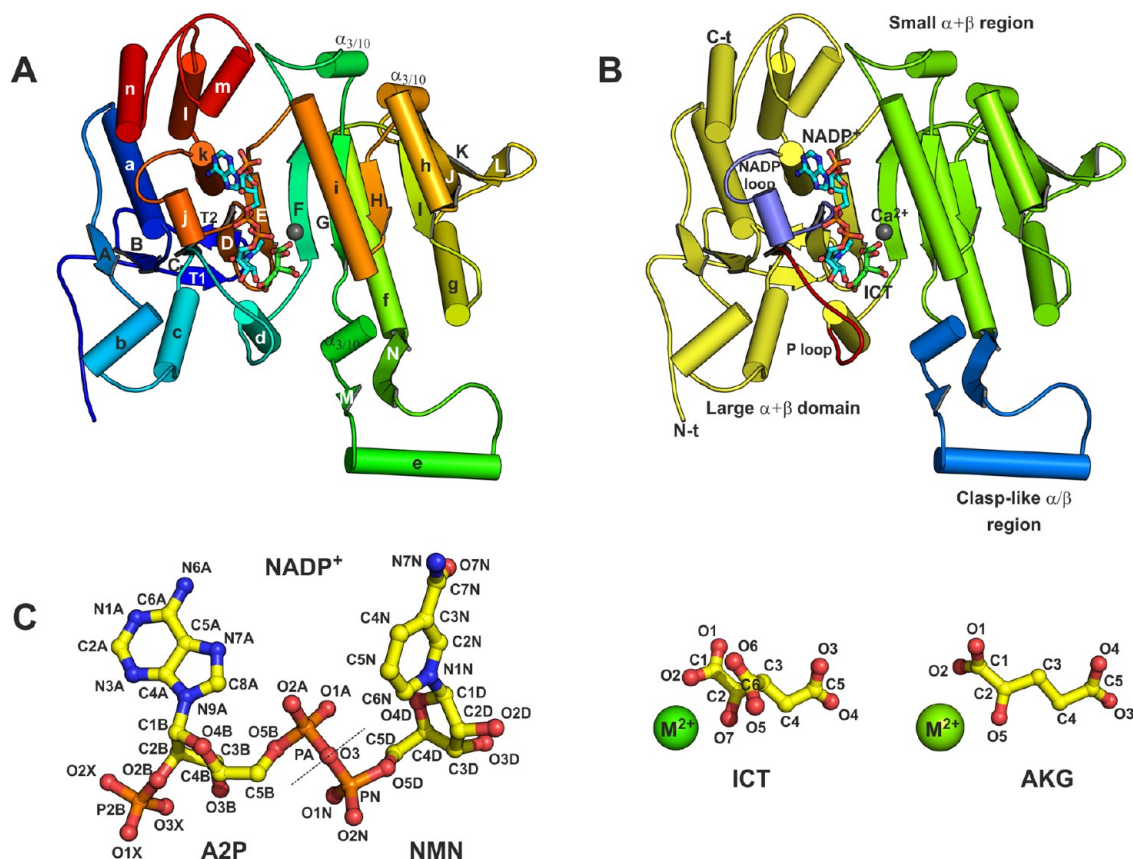 A
α3/10
α3/10
n
m
l
a
k
h
K
L
J
i
j
T2
E
F
H
I
B
D
G
A
C
T1
g
f
b
c
d
α3/10
N
M
e
B
Small α+β region
C-t
NADP+
NADP
loop
Ca2+
ICT
P loop
Large α+β domain
N-t
Clasp-like α/β
region
C
NADP+
N6A
N1A
C6A
C5A
N7A
C2A
N3A
C4A
C8A
N9A
C1B
O4B
C2B
C3B
O5B
O2X
O2B
C4B
C5B
P2B
O3B
O3X
O1X
O2A
O1A
PA
O3
PN
O1N
O2N
N7N
O7N
C7N
C4N
C3N
C2N
C5N
N1N
C6N
C1D
O4D
C2D
O2D
C5D
C4D
C3D
O3D
O5D
A2P
NMN
O1
O6
O3
C1
C3
O2
C6
C5
C2
C4
O4
O5
O7
M2+
ICT
O1
O4
C1
C3
O2
C5
C2
C4
O3
O5
M2+
AKG